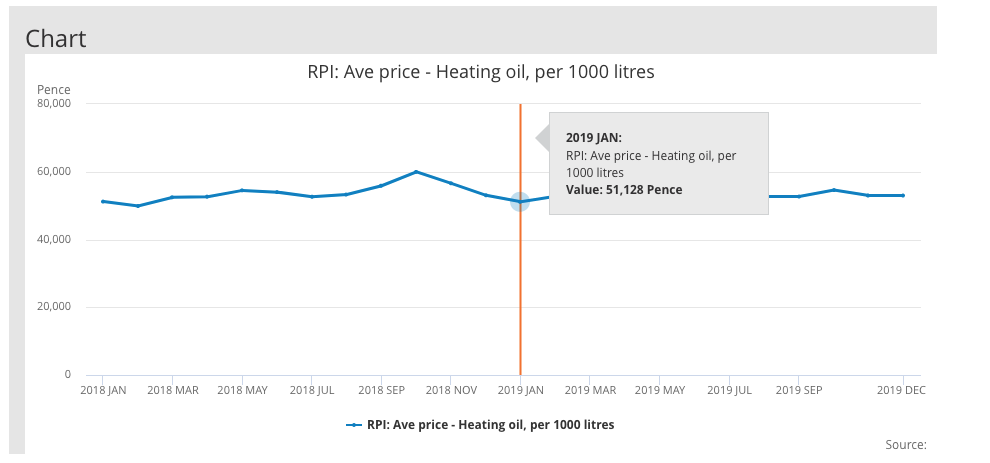 Chart
RPI: Ave price - Heating oil, per 1000 litres
Pence
80,000
60,000
40,000
20,000
0
2019 JAN:
RPI: Ave price - Heating oil, per
1000 litres
Value: 51,128 Pence
2018 JAN 2018 MAR 2018 MAY 2018 JUL 2018 SEP 2018 NOV 2019 JAN 2019 MAR 2019 MAY 2019 JUL 2019 SEP 2019 DEC
RPI: Ave price - Heating oil, per 1000 litres
Source: